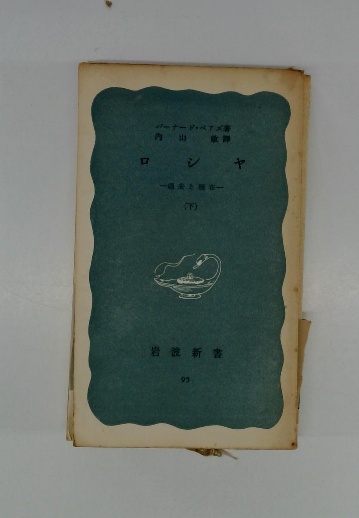 バーナード・ペアズ著
内山敏譯
ロシヤ
—過去と現在—
〔下〕
岩波新書
95